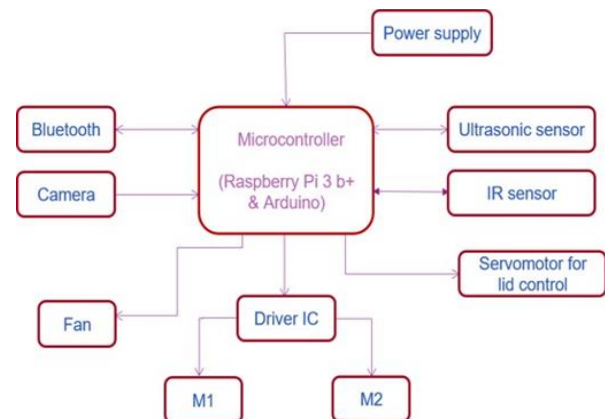 Power supply
Bluetooth
Microcontroller
Ultrasonic sensor
Camera
(Raspberry Pi 3 b+
& Arduino)
IR sensor
Servomotor for
lid control
Fan
Driver IC
M1
M2